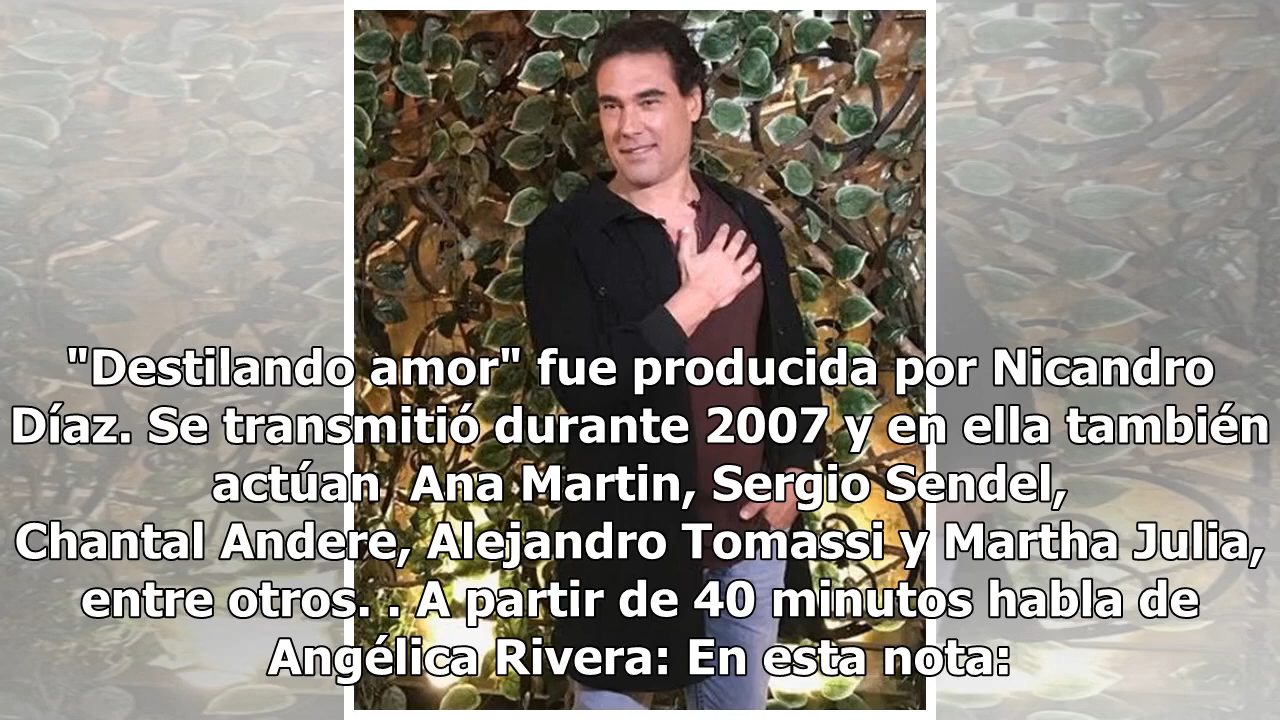 "Destilando amor" fue producida por Nicandro
Díaz. Se transmitió durante 2007 y en ella también
actúan  Ana Martin, Sergio Sendel,
Chantal Andere, Alejandro Tomassi y Martha Julia,
entre otros. . A partir de 40 minutos habla de
Angélica Rivera: En esta nota: